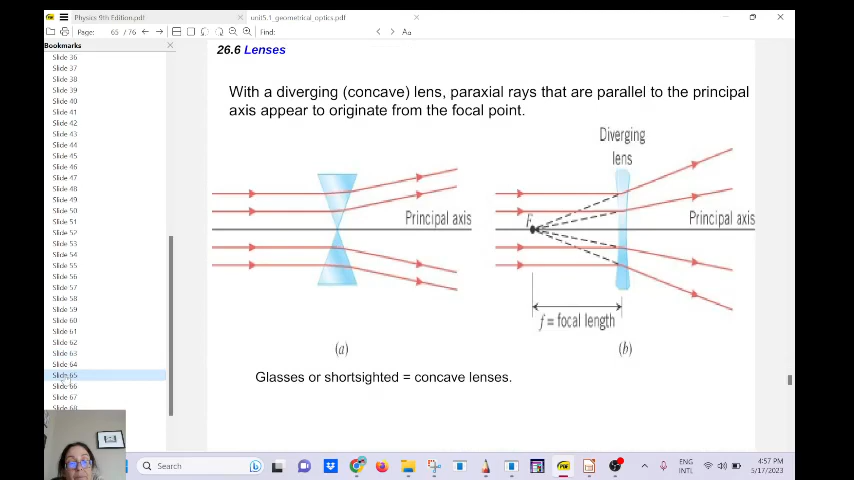 Physics 9th Edition.pdf
unit5.1_geometrical_optics.pdf
Page: 65 / 76
Find:
Aa
Bookmarks
26.6 Lenses
Slide 36
Slide 37
Slide 38
Slide 39
Slide 40
Slide 41
Slide 42
Slide 43
Slide 44
Slide 45
Slide 46
Slide 47
Slide 48
Slide 49
Slide 50
Slide 51
Slide 52
Slide 53
Slide 54
Slide 55
Slide 56
Slide 57
Slide 58
Slide 59
Slide 60
Slide 61
Slide 62
Slide 63
Slide 64
Slide 65
Slide 66
Slide 67
Slide 68
With a diverging (concave) lens, paraxial rays that are parallel to the principal
axis appear to originate from the focal point.
Diverging
lens
Principal axis
F
Principal axis
f = focal length
(a)
(b)
Glasses or shortsighted = concave lenses.
Search
ENG
INTL
4:57 PM
5/17/2023